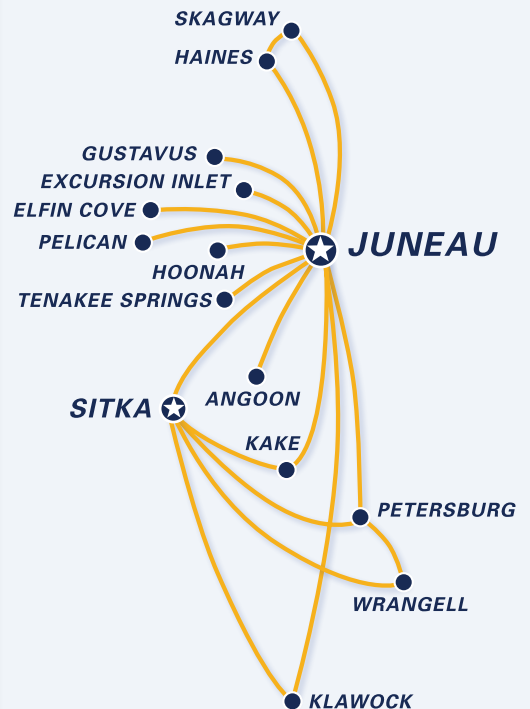 SKAGWAY
HAINES
GUSTAVUS
EXCURSION INLET
ELFIN COVE
PELICAN
JUNEAU
HOONAH
TENAKEE SPRINGS
ANGOON
SITKA
KAKE
PETERSBURG
WRANGELL
KLAWOCK